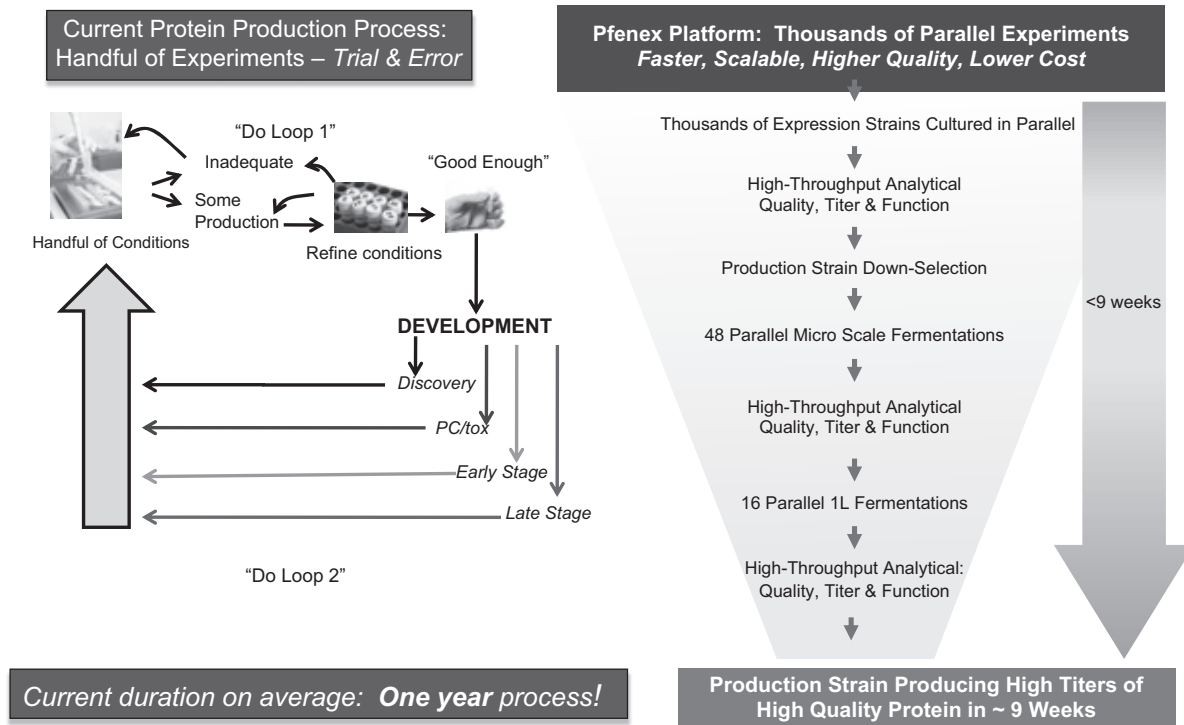 Current Protein Production Process:
Handful of Experiments – Trial & Error
“Do Loop 1”
Inadequate
“Good Enough”
Some
Production
Handful of Conditions
Refine conditions
DEVELOPMENT
Discovery
PC/tox
Early Stage
Late Stage
“Do Loop 2”
Current duration on average: One year process!
Pfenex Platform: Thousands of Parallel Experiments
Faster, Scalable, Higher Quality, Lower Cost
Thousands of Expression Strains Cultured in Parallel
High-Throughput Analytical
Quality, Titer & Function
Production Strain Down-Selection
<9 weeks
48 Parallel Micro Scale Fermentations
High-Throughput Analytical
Quality, Titer & Function
16 Parallel 1L Fermentations
High-Throughput Analytical:
Quality, Titer & Function
Production Strain Producing High Titers of
High Quality Protein in ~ 9 Weeks